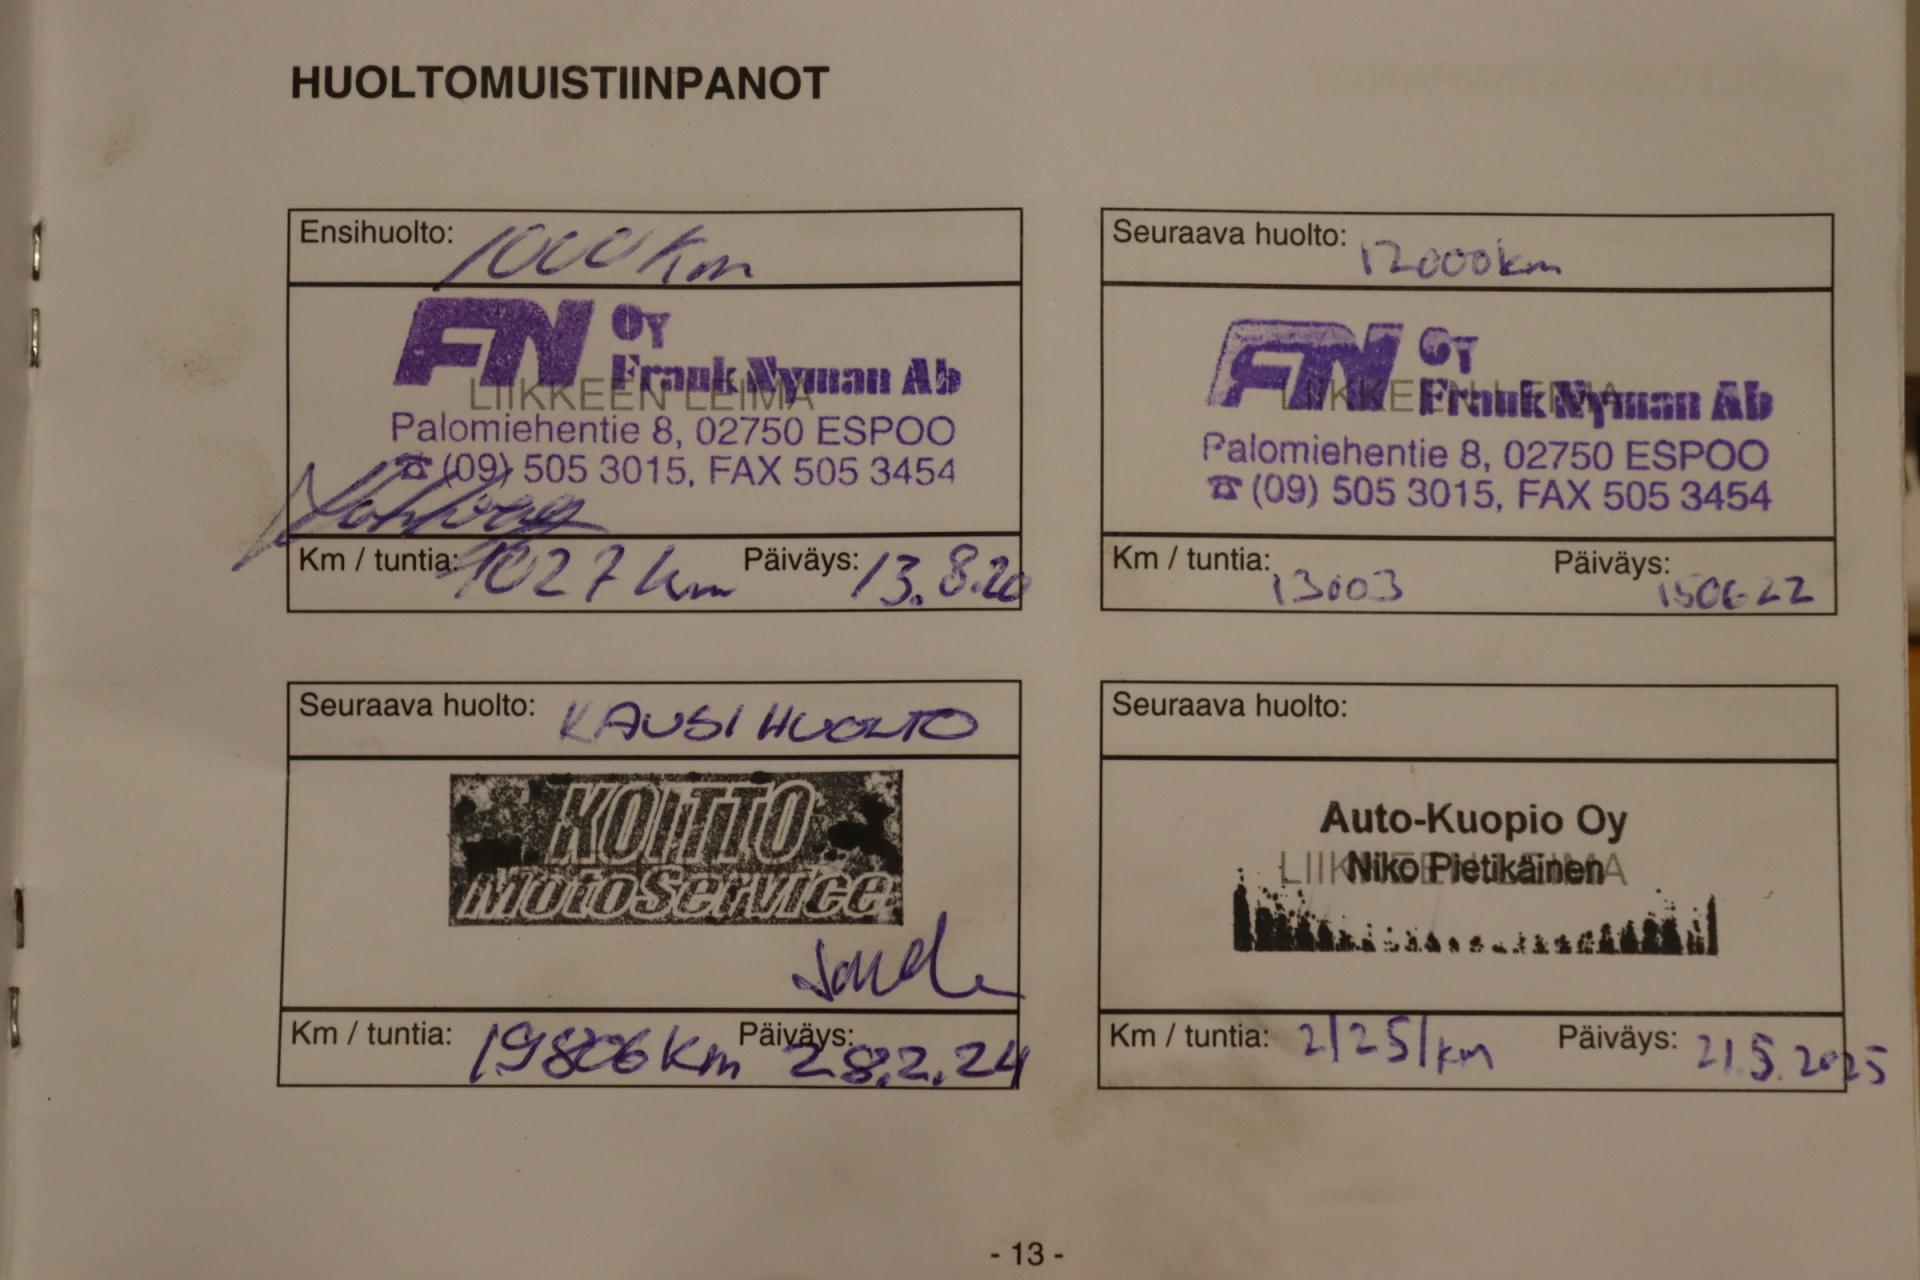 HUOLTOMUISTIINPANOT
Ensihuolto: 1000 km
FN Oy
Frank Nyman Ab
LIIKKEEN LEIMA
Palomiehentie 8, 02750 ESPOO
☎ (09) 505 3015, FAX 505 3454
Km / tuntia: 1027 km Päiväys: 13.8.20
Seuraava huolto: 12000km
FN Oy
Frank Nyman Ab
LIIKKEEN LEIMA
Palomiehentie 8, 02750 ESPOO
☎ (09) 505 3015, FAX 505 3454
Km / tuntia: 13003 Päiväys: 150622
Seuraava huolto: KAUSIHUOLTO
KOITTO
MotoService
Km / tuntia: 19806 km Päiväys: 28.2.24
Seuraava huolto:
Auto-Kuopio Oy
LIIKKEEN LEIMA
Niko Pietikäinen
Km / tuntia: 21251 km Päiväys: 21.5.2025
- 13 -